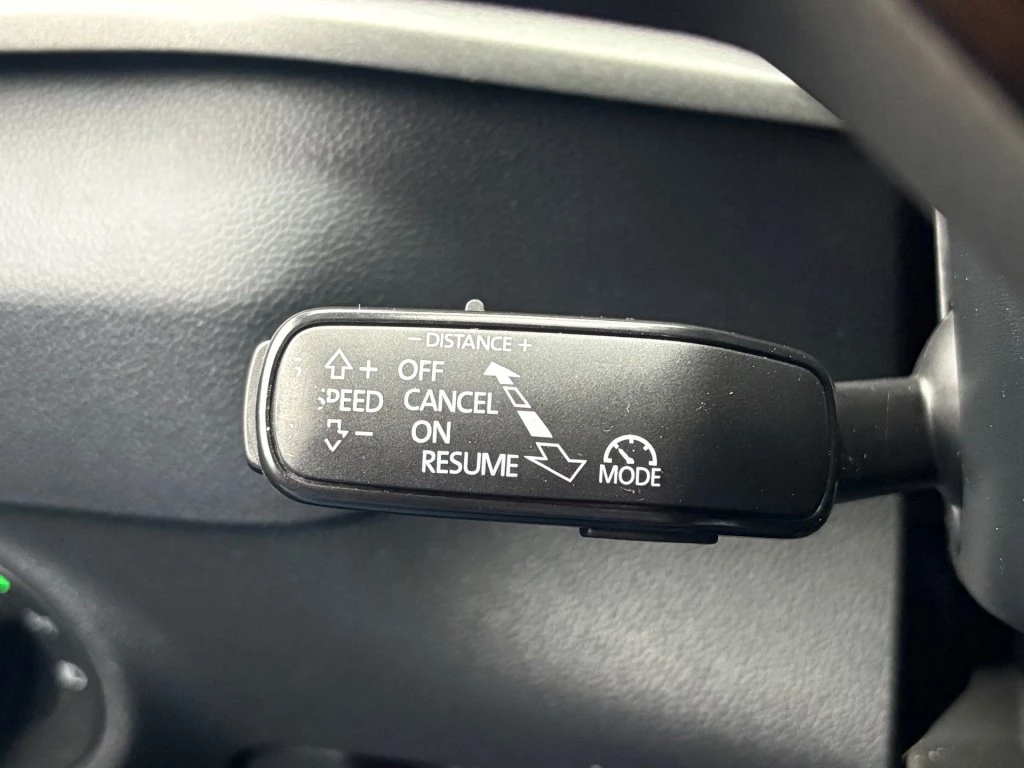 - DISTANCE +
+ OFF
SPEED CANCEL
- ON
RESUME
MODE